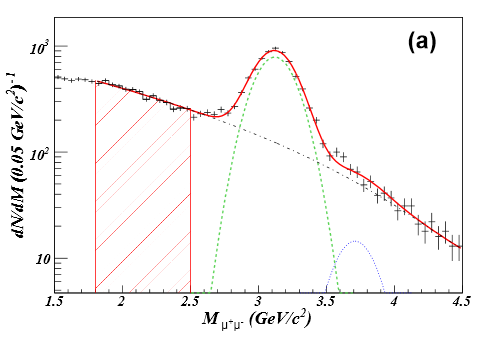 (a)
10³
10²
10
dN/dM (0.05 GeV/c²)⁻¹
1.5 2 2.5 3 3.5 4 4.5
M μ⁺μ⁻ (GeV/c²)